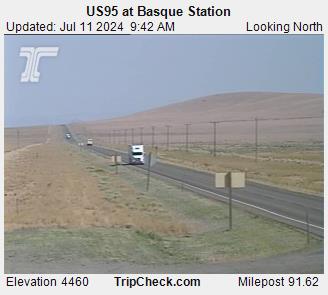 US95 at Basque Station
Updated: Jul 11 2024 9:42 AM Looking North
Elevation 4460 TripCheck.com Milepost 91.62